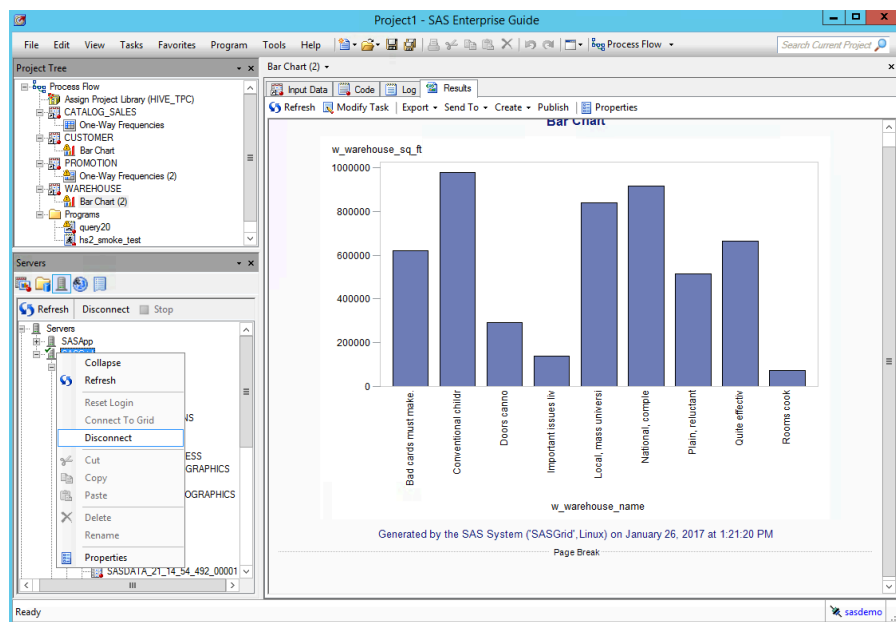 Project1 - SAS Enterprise Guide
File Edit View Tasks Favorites Program Tools Help Process Flow Search Current Project
Project Tree
Process Flow
Assign Project Library (HIVE_TPC)
CATALOG_SALES
One-Way Frequencies
CUSTOMER
Bar Chart
PROMOTION
One-Way Frequencies (2)
WAREHOUSE
Bar Chart (2)
Programs
query20
hs2_smoke_test
Servers
Refresh Disconnect Stop
Servers
SASApp
Collapse
Refresh
Reset Login
Connect To Grid
Disconnect
Cut
Copy
Paste
Delete
Rename
Properties
NS
ESS
GRAPHICS
OGRAPHICS
SASDATA_21_14_54_492_00001
Bar Chart (2)
Input Data Code Log Results
Refresh Modify Task Export Send To Create Publish Properties
Bar Chart
w_warehouse_sq_ft
1000000
800000
600000
400000
200000
0
Bad cards must make.
Conventional childr
Doors canno
Important issues liv
Local, mass universi
National, comple
Plain, reluctant
Quite effectiv
Rooms cook
w_warehouse_name
Generated by the SAS System ('SASGrid', Linux) on January 26, 2017 at 1:21:20 PM
Page Break
Ready
sasdemo